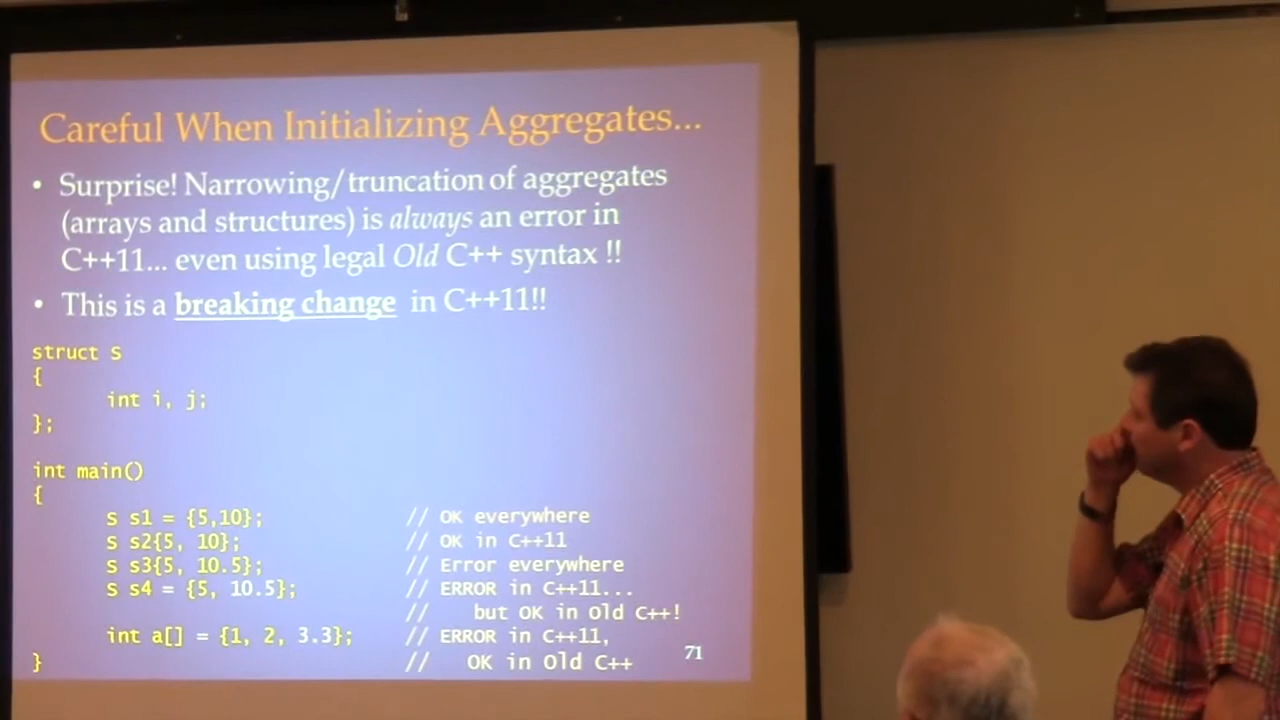 Careful When Initializing Aggregates...
• Surprise! Narrowing/truncation of aggregates
(arrays and structures) is always an error in
C++11... even using legal Old C++ syntax !!
• This is a breaking change in C++11!!
struct S
{
int i, j;
};
int main()
{
S s1 = {5,10}; // OK everywhere
S s2{5, 10}; // OK in C++11
S s3{5, 10.5}; // Error everywhere
S s4 = {5, 10.5}; // ERROR in C++11...
// but OK in Old C++!
int a[] = {1, 2, 3.3}; // ERROR in C++11,
} // OK in Old C++
71